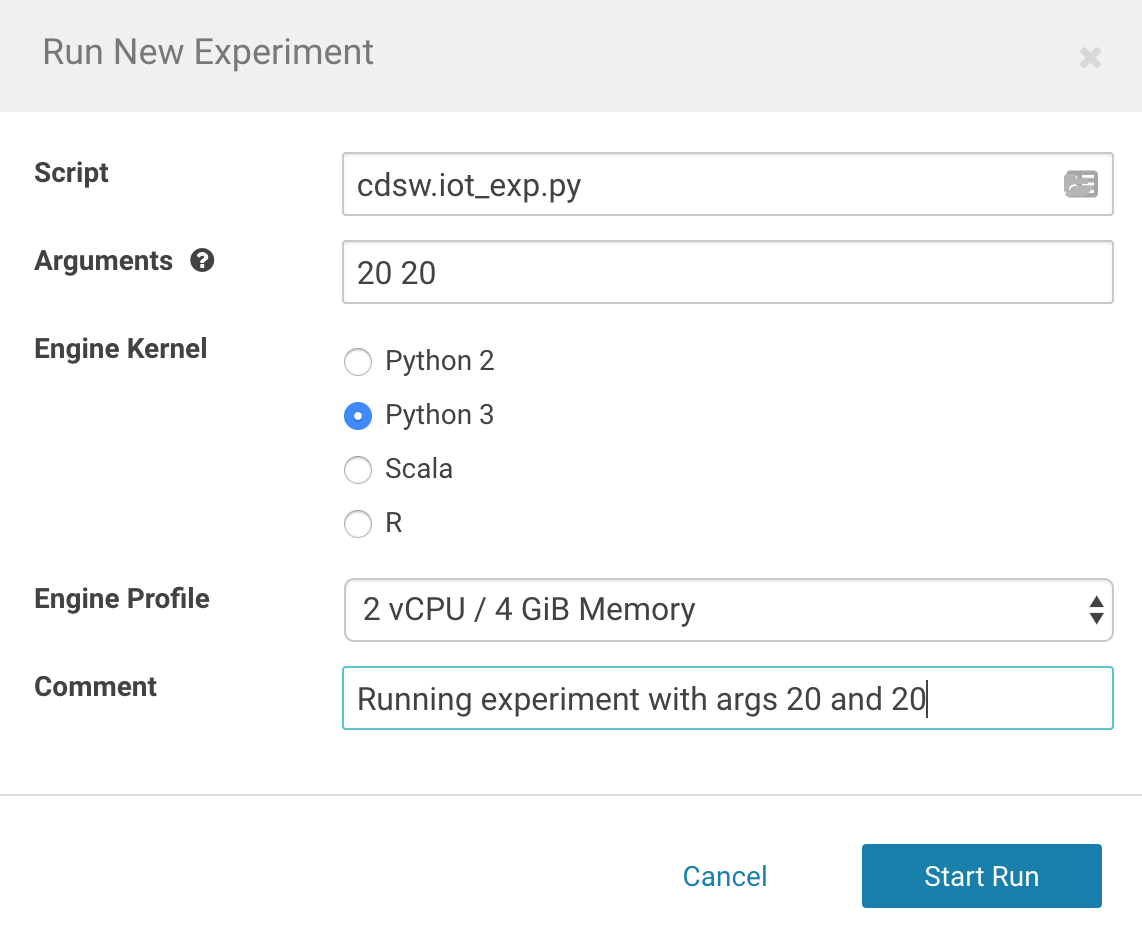 Run New Experiment
Script
cdsw.iot_exp.py
Arguments ?
20 20
Engine Kernel
Python 2
Python 3
Scala
R
Engine Profile
2 vCPU / 4 GiB Memory
Comment
Running experiment with args 20 and 20
Cancel
Start Run